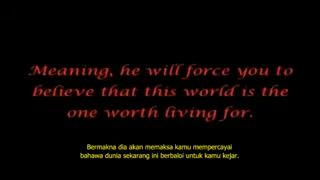 Meaning, he will force you to
believe that this world is the
one worth living for.
Bermakna dia akan memaksa kamu mempercayai
bahawa dunia sekarang ini berbaloi untuk kamu kejar.